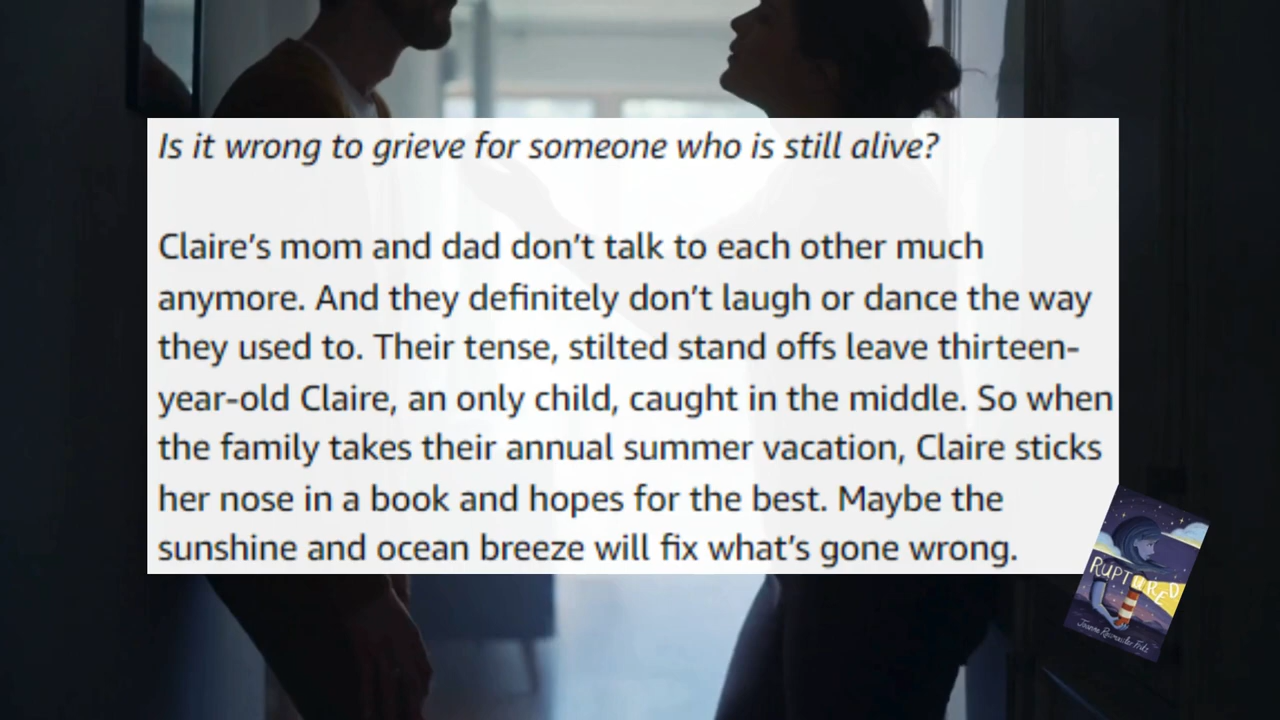 Is it wrong to grieve for someone who is still alive?
Claire’s mom and dad don’t talk to each other much
anymore. And they definitely don’t laugh or dance the way
they used to. Their tense, stilted stand offs leave thirteen-
year-old Claire, an only child, caught in the middle. So when
the family takes their annual summer vacation, Claire sticks
her nose in a book and hopes for the best. Maybe the
sunshine and ocean breeze will fix what’s gone wrong.
RUPTURED
Joanne Rossmassler Fritz